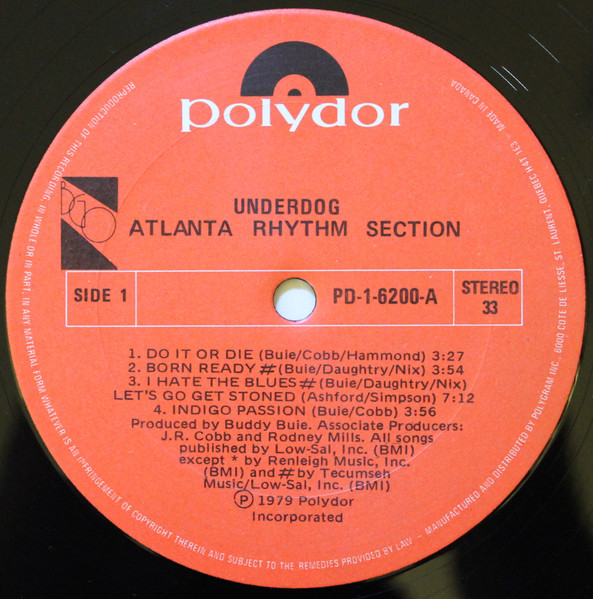 polydor
UNDERDOG
ATLANTA RHYTHM SECTION
SIDE 1
PD-1-6200-A
STEREO
33
1. DO IT OR DIE (Buie/Cobb/Hammond) 3:27
2. BORN READY # (Buie/Daughtry/Nix) 3:54
3. I HATE THE BLUES # (Buie/Daughtry/Nix)
LET'S GO GET STONED (Ashford/Simpson) 7:12
4. INDIGO PASSION (Buie/Cobb) 3:56
Produced by Buddy Buie. Associate Producers:
J.R. Cobb and Rodney Mills. All songs
published by Low-Sal, Inc. (BMI)
except * by Renleigh Music, Inc.
(BMI) and # by Tecumseh
Music/Low-Sal, Inc. (BMI)
Ⓟ 1979 Polydor
Incorporated
REPRODUCTION OF THIS RECORDING, IN WHOLE OR IN PART, IN ANY MATERIAL FORM WHATEVER IS AN INFRINGEMENT OF COPYRIGHT THEREIN AND SUBJECT TO THE REMEDIES PROVIDED BY LAW – MANUFACTURED AND DISTRIBUTED BY POLYGRAM INC. 6000 COTE DE LIESSE, ST. LAURENT, QUEBEC H4T 1E3 – MADE IN CANADA